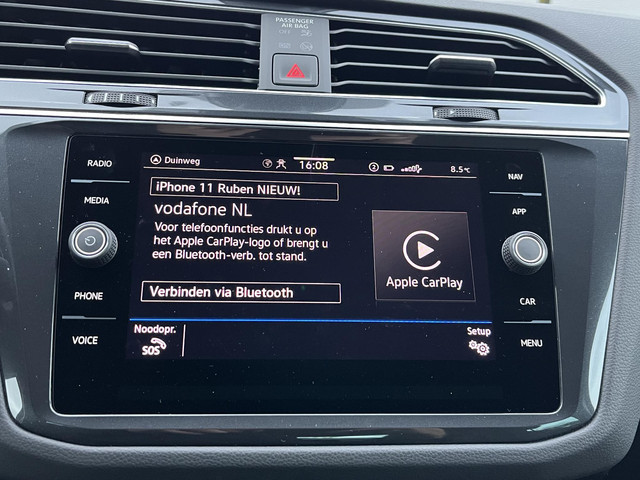 PASSENGER
AIR BAG
OFF
RADIO
MEDIA
PHONE
VOICE
NAV
APP
CAR
MENU
Duinweg
16:08
2
8.5°C
iPhone 11 Ruben NIEUW!
vodafone NL
Voor telefoonfuncties drukt u op
het Apple CarPlay-logo of brengt u
een Bluetooth-verb. tot stand.
Apple CarPlay
Verbinden via Bluetooth
Noodopr.
SOS
Setup